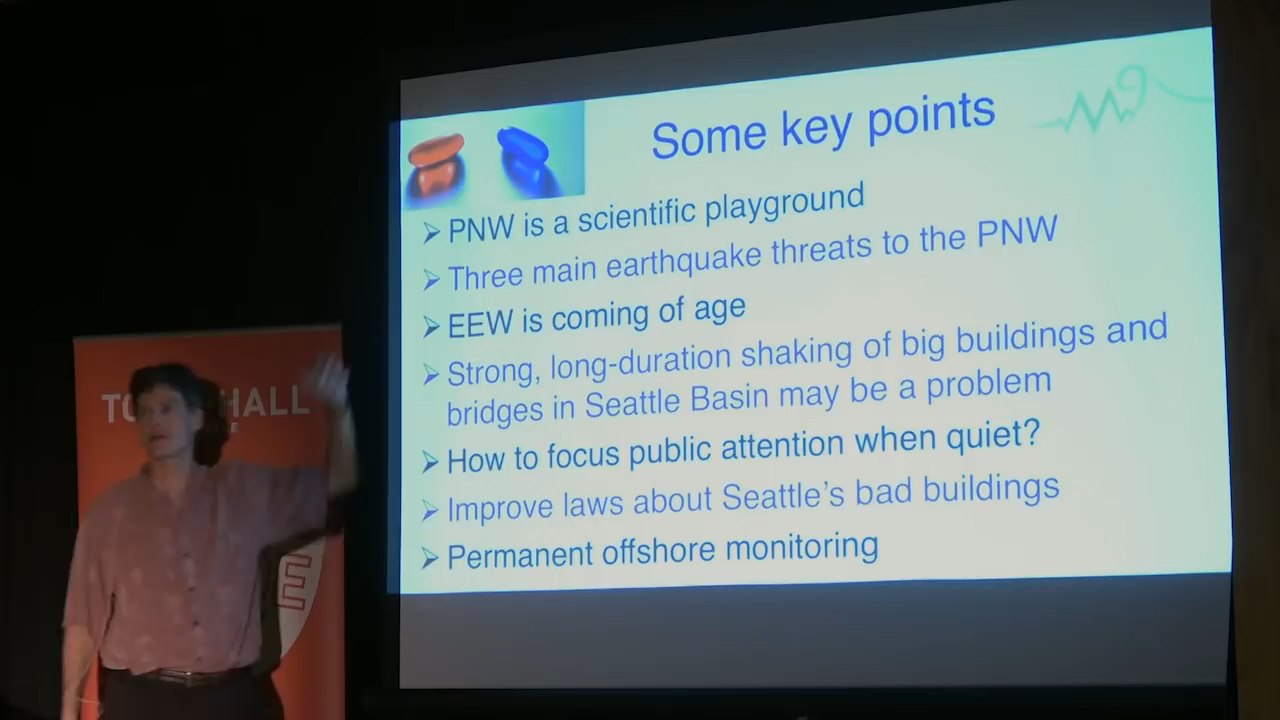 Some key points
M9
➢ PNW is a scientific playground
➢ Three main earthquake threats to the PNW
➢ EEW is coming of age
➢ Strong, long-duration shaking of big buildings and
bridges in Seattle Basin may be a problem
➢ How to focus public attention when quiet?
➢ Improve laws about Seattle’s bad buildings
➢ Permanent offshore monitoring
HALL